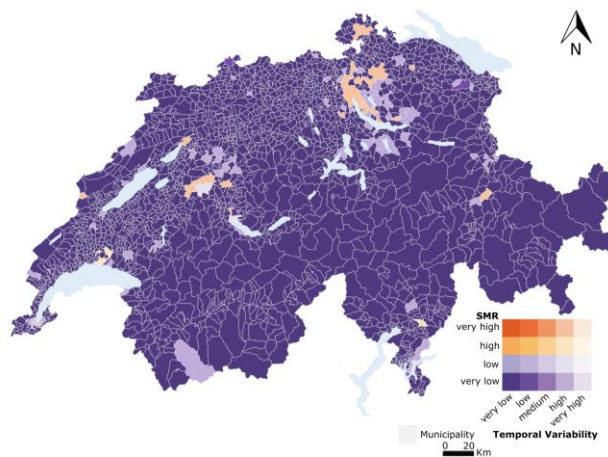 N
SMR
very high
high
low
very low
very low
low
medium
high
very high
Municipality
Temporal Variability
0 20
Km